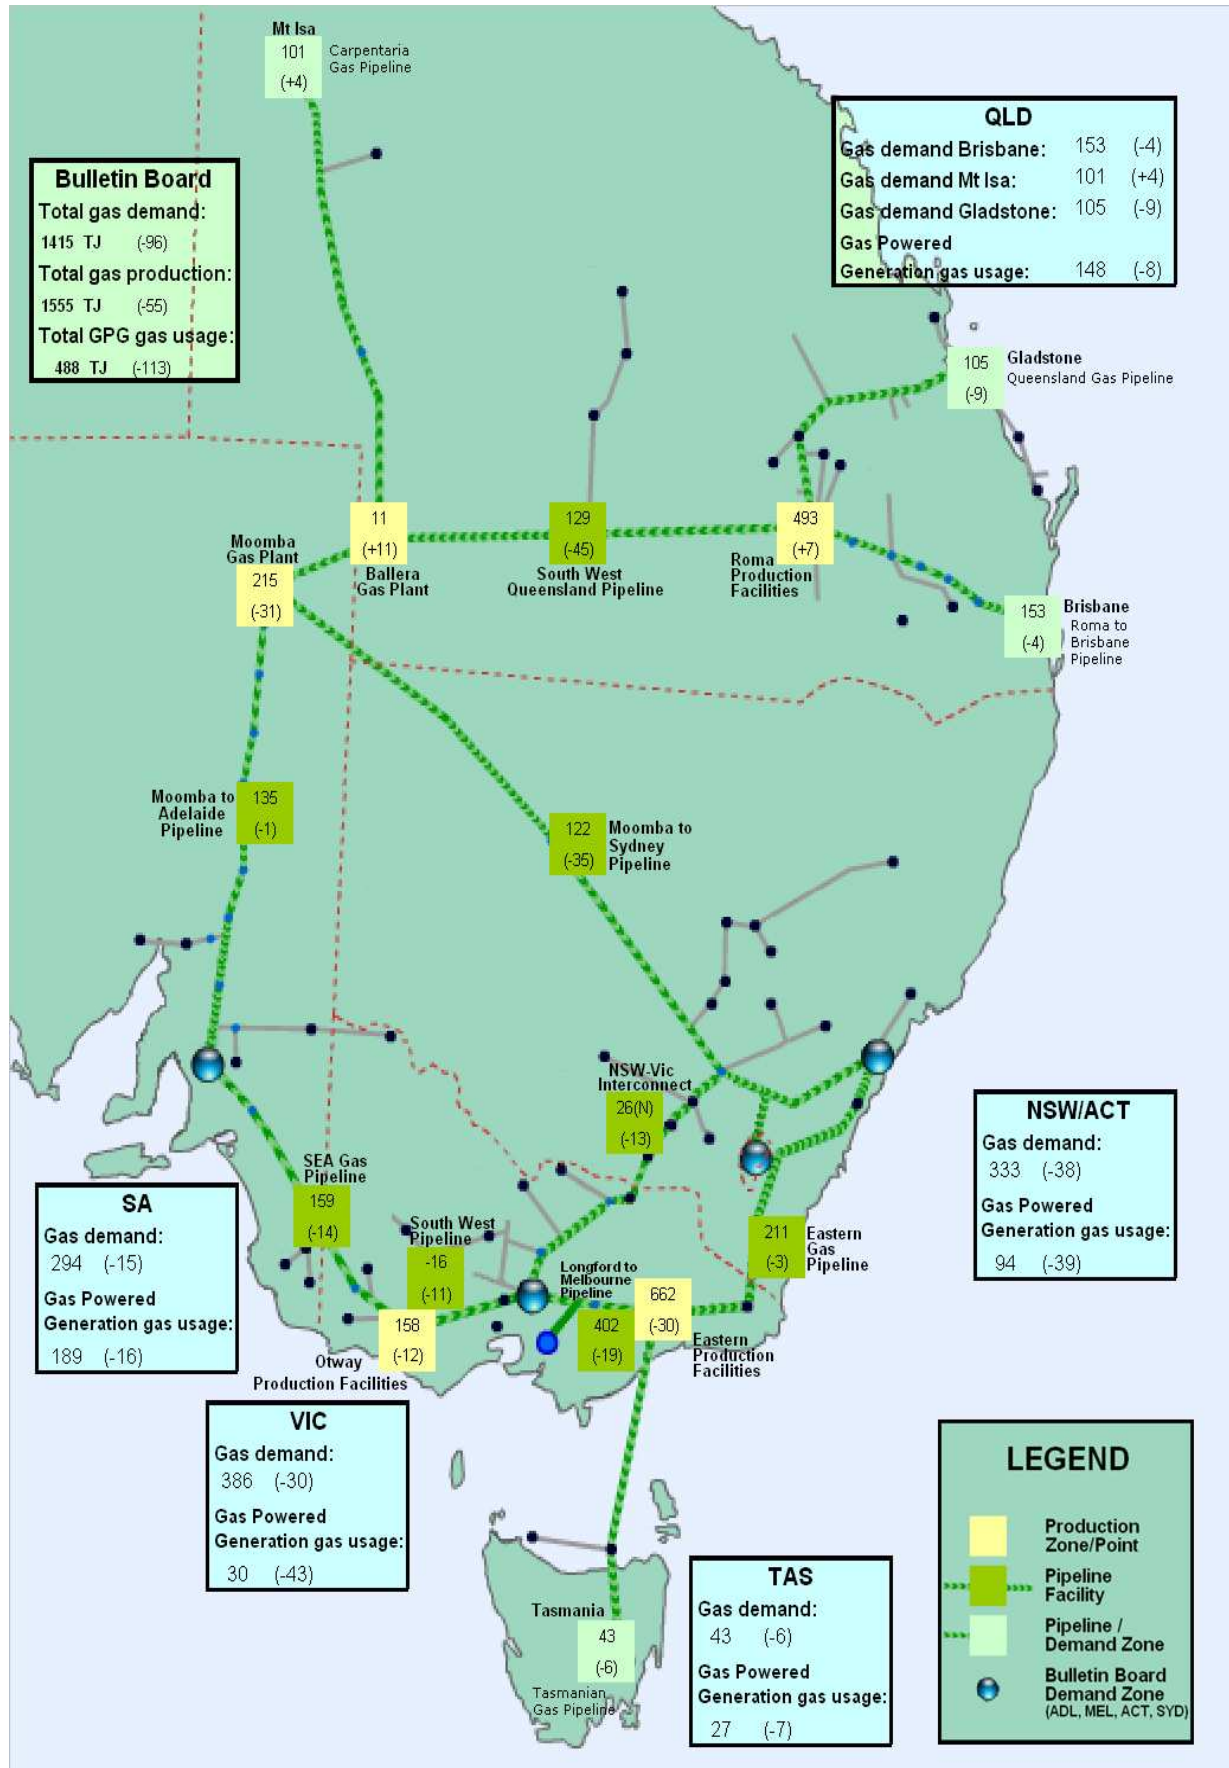 Mt Isa
101
(+4)
Carpentaria
Gas Pipeline
Bulletin Board
Total gas demand:
1415 TJ (-96)
Total gas production:
1555 TJ (-55)
Total GPG gas usage:
488 TJ (-113)
QLD
Gas demand Brisbane: 153 (-4)
Gas demand Mt Isa: 101 (+4)
Gas demand Gladstone: 105 (-9)
Gas Powered
Generation gas usage: 148 (-8)
105
(-9)
Gladstone
Queensland Gas Pipeline
Moomba
Gas Plant
215
(-31)
11
(+11)
Ballera
Gas Plant
129
(-45)
South West
Queensland Pipeline
493
(+7)
Roma
Production
Facilities
153
(-4)
Brisbane
Roma to
Brisbane
Pipeline
Moomba to
Adelaide
Pipeline
135
(-1)
122
(-35)
Moomba to
Sydney
Pipeline
NSW-Vic
Interconnect
26(N)
(-13)
NSW/ACT
Gas demand:
333 (-38)
Gas Powered
Generation gas usage:
94 (-39)
SEA Gas
Pipeline
159
(-14)
SA
Gas demand:
294 (-15)
Gas Powered
Generation gas usage:
189 (-16)
South West
Pipeline
-16
(-11)
211
(-3)
Eastern
Gas
Pipeline
Longford to
Melbourne
Pipeline
402
(-19)
662
(-30)
Eastern
Production
Facilities
158
(-12)
Otway
Production Facilities
VIC
Gas demand:
386 (-30)
Gas Powered
Generation gas usage:
30 (-43)
Tasmania
43
(-6)
Tasmanian
Gas Pipeline
TAS
Gas demand:
43 (-6)
Gas Powered
Generation gas usage:
27 (-7)
LEGEND
Production
Zone/Point
Pipeline
Facility
Pipeline /
Demand Zone
Bulletin Board
Demand Zone
(ADL, MEL, ACT, SYD)